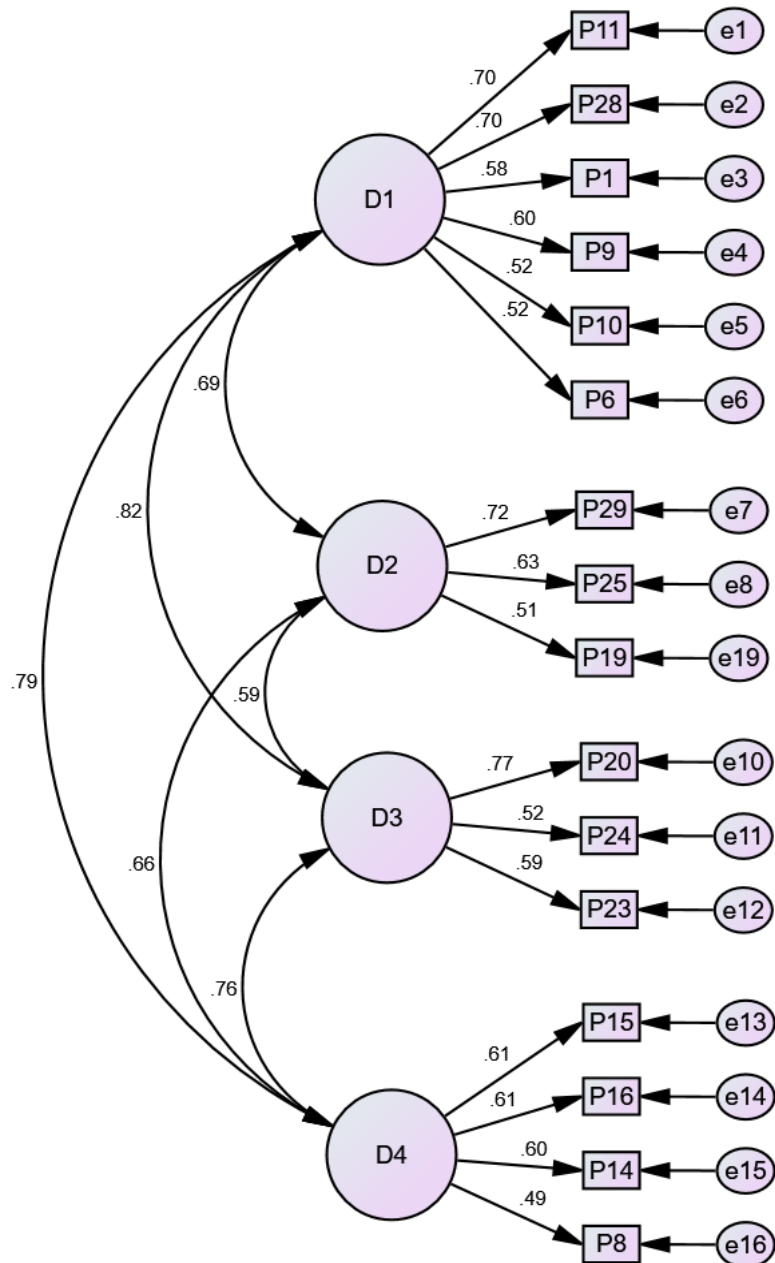 P11 e1
.70
P28 e2
.70
D1
.58 P1 e3
.60
P9 e4
.52
P10 e5
.52
P6 e6
.69
.82
P29 e7
.72
D2
.63 P25 e8
.51
P19 e19
.79
.59
P20 e10
.77
D3
.52 P24 e11
.59
P23 e12
.66
.76
P15 e13
.61
P16 e14
.61
D4
.60 P14 e15
.49
P8 e16